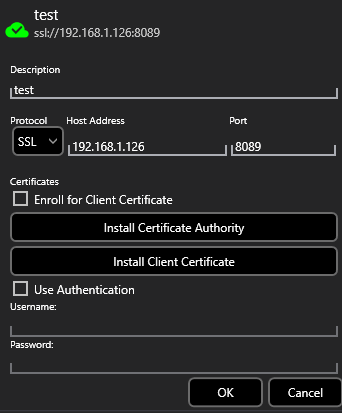 test
ssl://192.168.1.126:8089
Description
test
Protocol Host Address Port
SSL 192.168.1.126 8089
Certificates
Enroll for Client Certificate
Install Certificate Authority
Install Client Certificate
Use Authentication
Username:
Password:
OK Cancel